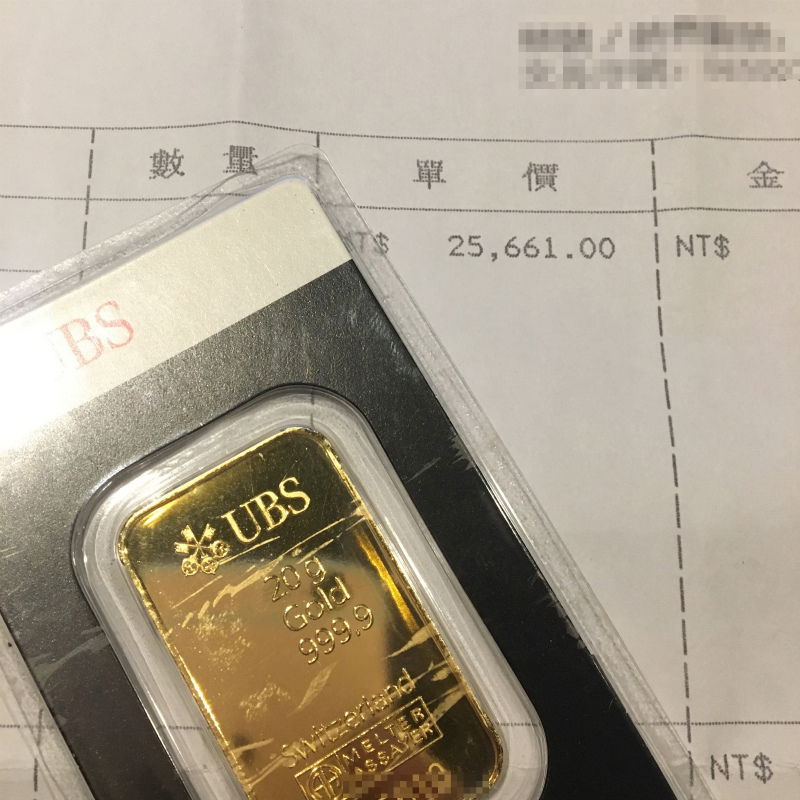 數量 單價 金
NT$ 25,661.00 NT$
UBS
UBS
20 g
Gold
999.9
Switzerland
MELTER
ASSAYER
NT$